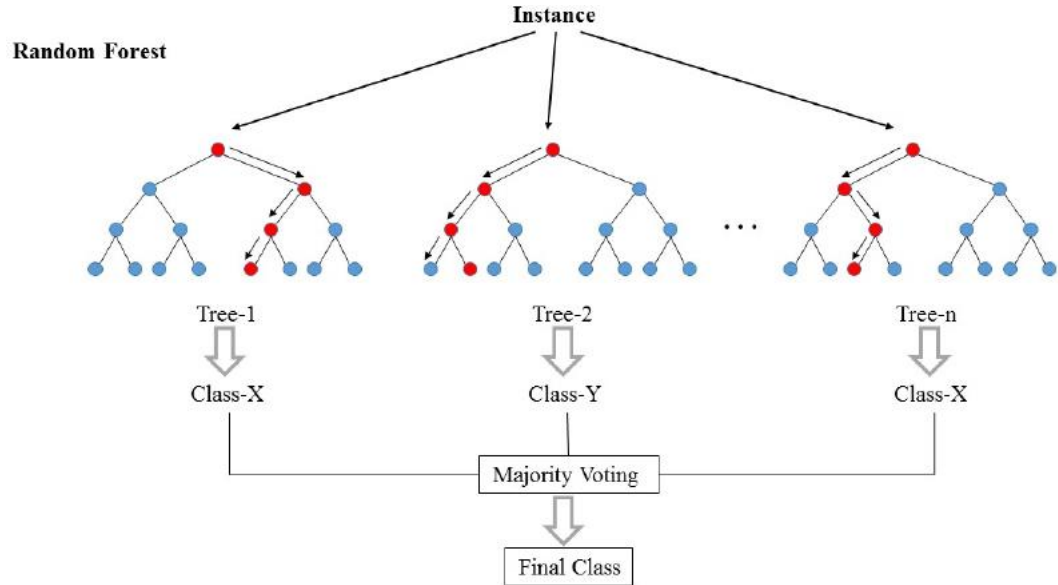 Instance
Random Forest
. . .
Tree-1
Tree-2
Tree-n
Class-X
Class-Y
Class-X
Majority Voting
Final Class